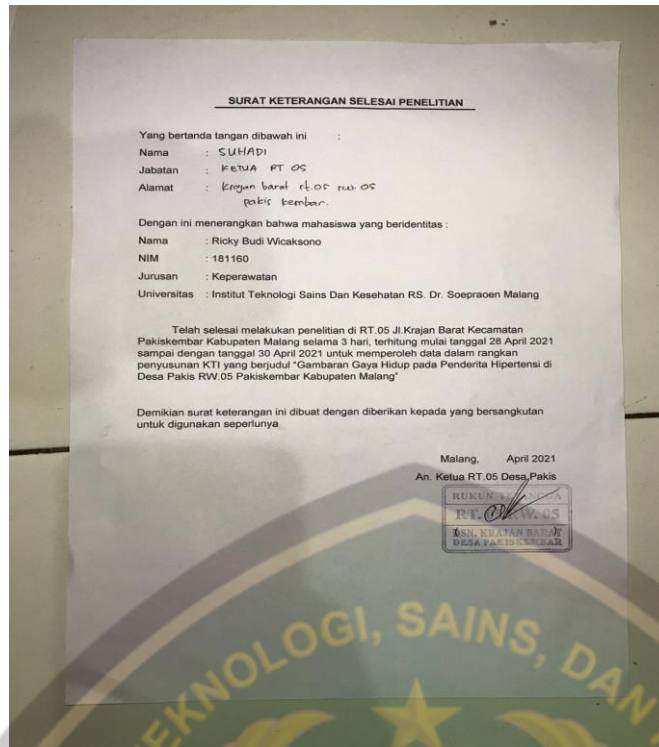 SURAT KETERANGAN SELESAI PENELITIAN
Yang bertanda tangan dibawah ini :
Nama : SUHADI
Jabatan : KETUA RT 05
Alamat : Krajan barat rt.05 rw.05
pakis kembar.
Dengan ini menerangkan bahwa mahasiswa yang beridentitas :
Nama : Ricky Budi Wicaksono
NIM : 181160
Jurusan : Keperawatan
Universitas : Institut Teknologi Sains Dan Kesehatan RS. Dr. Soepraoen Malang
Telah selesai melakukan penelitian di RT.05 Jl.Krajan Barat Kecamatan
Pakiskembar Kabupaten Malang selama 3 hari, terhitung mulai tanggal 28 April 2021
sampai dengan tanggal 30 April 2021 untuk memperoleh data dalam rangkan
penyusunan KTI yang berjudul "Gambaran Gaya Hidup pada Penderita Hipertensi di
Desa Pakis RW.05 Pakiskembar Kabupaten Malang"
Demikian surat keterangan ini dibuat dengan diberikan kepada yang bersangkutan
untuk digunakan seperlunya
Malang, April 2021
An. Ketua RT.05 Desa Pakis
RUKUN
RT. RW. 05
DSN. KRAJAN BARAT
DESA PAKISKEMBAR
TEKNOLOGI, SAINS, DAN